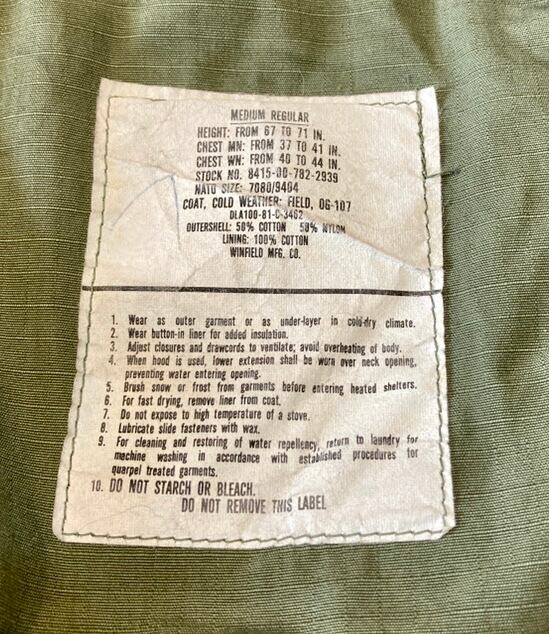 MEDIUM REGULAR
HEIGHT: FROM 67 TO 71 IN.
CHEST MN: FROM 37 TO 41 IN.
CHEST WN: FROM 40 TO 44 IN.
STOCK NO. 8415-00-782-2939
NATO SIZE: 7080/9404
COAT, COLD WEATHER: FIELD, OG-107
DLA100-81-C-3462
OUTERSHELL: 50% COTTON 50% NYLON
LINING: 100% COTTON
WINFIELD MFG. CO.
1. Wear as outer garment or as under-layer in cold-dry climate.
2. Wear button-in liner for added insulation.
3. Adjust closures and drawcords to ventilate; avoid overheating of body.
4. When hood is used, lower extension shall be worn over neck opening,
preventing water entering opening.
5. Brush snow or frost from garments before entering heated shelters.
6. For fast drying, remove liner from coat.
7. Do not expose to high temperature of a stove.
8. Lubricate slide fasteners with wax.
9. For cleaning and restoring of water repellency, return to laundry for
machine washing in accordance with established procedures for
quarpel treated garments.
10. DO NOT STARCH OR BLEACH.
DO NOT REMOVE THIS LABEL